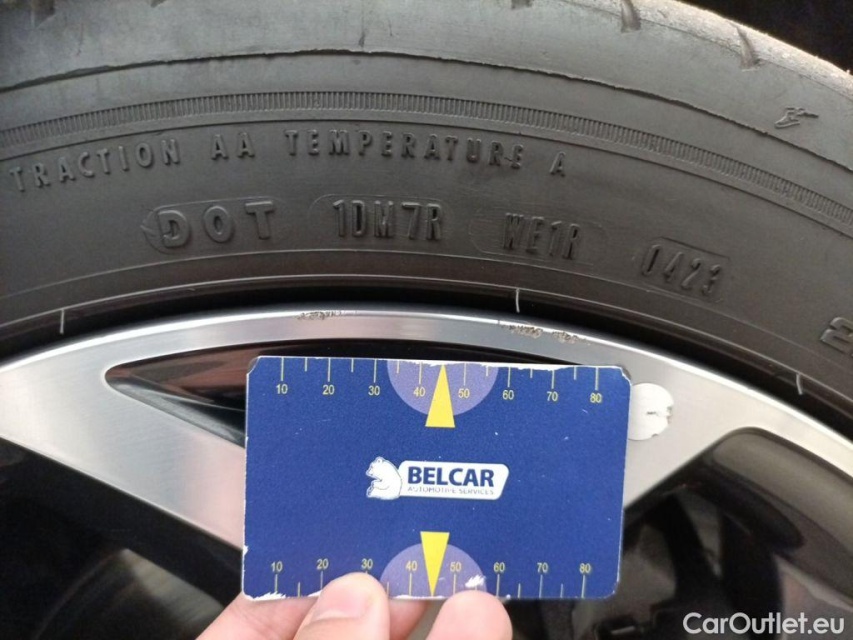 TRACTION AA TEMPERATURE A
DOT 1DM7R WE1R 0423
10 20 30 40 50 60 70 80
BELCAR
AUTOMOTIVE SERVICES
10 20 30 40 50 60 70 80
CarOutlet.eu